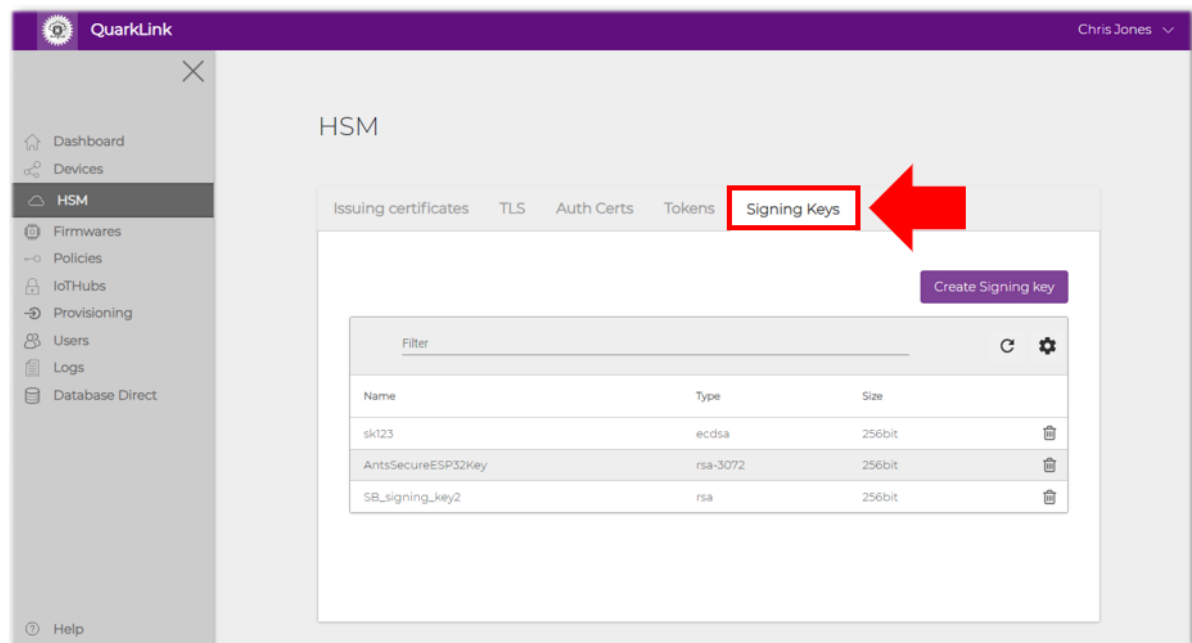 QuarkLink
Chris Jones
Dashboard
Devices
HSM
Firmwares
Policies
IoTHubs
Provisioning
Users
Logs
Database Direct
Help
HSM
Issuing certificates TLS Auth Certs Tokens Signing Keys
Create Signing key
Filter
Name Type Size
sk123 ecdsa 256bit
AntsSecureESP32Key rsa-3072 256bit
SB_signing_key2 rsa 256bit